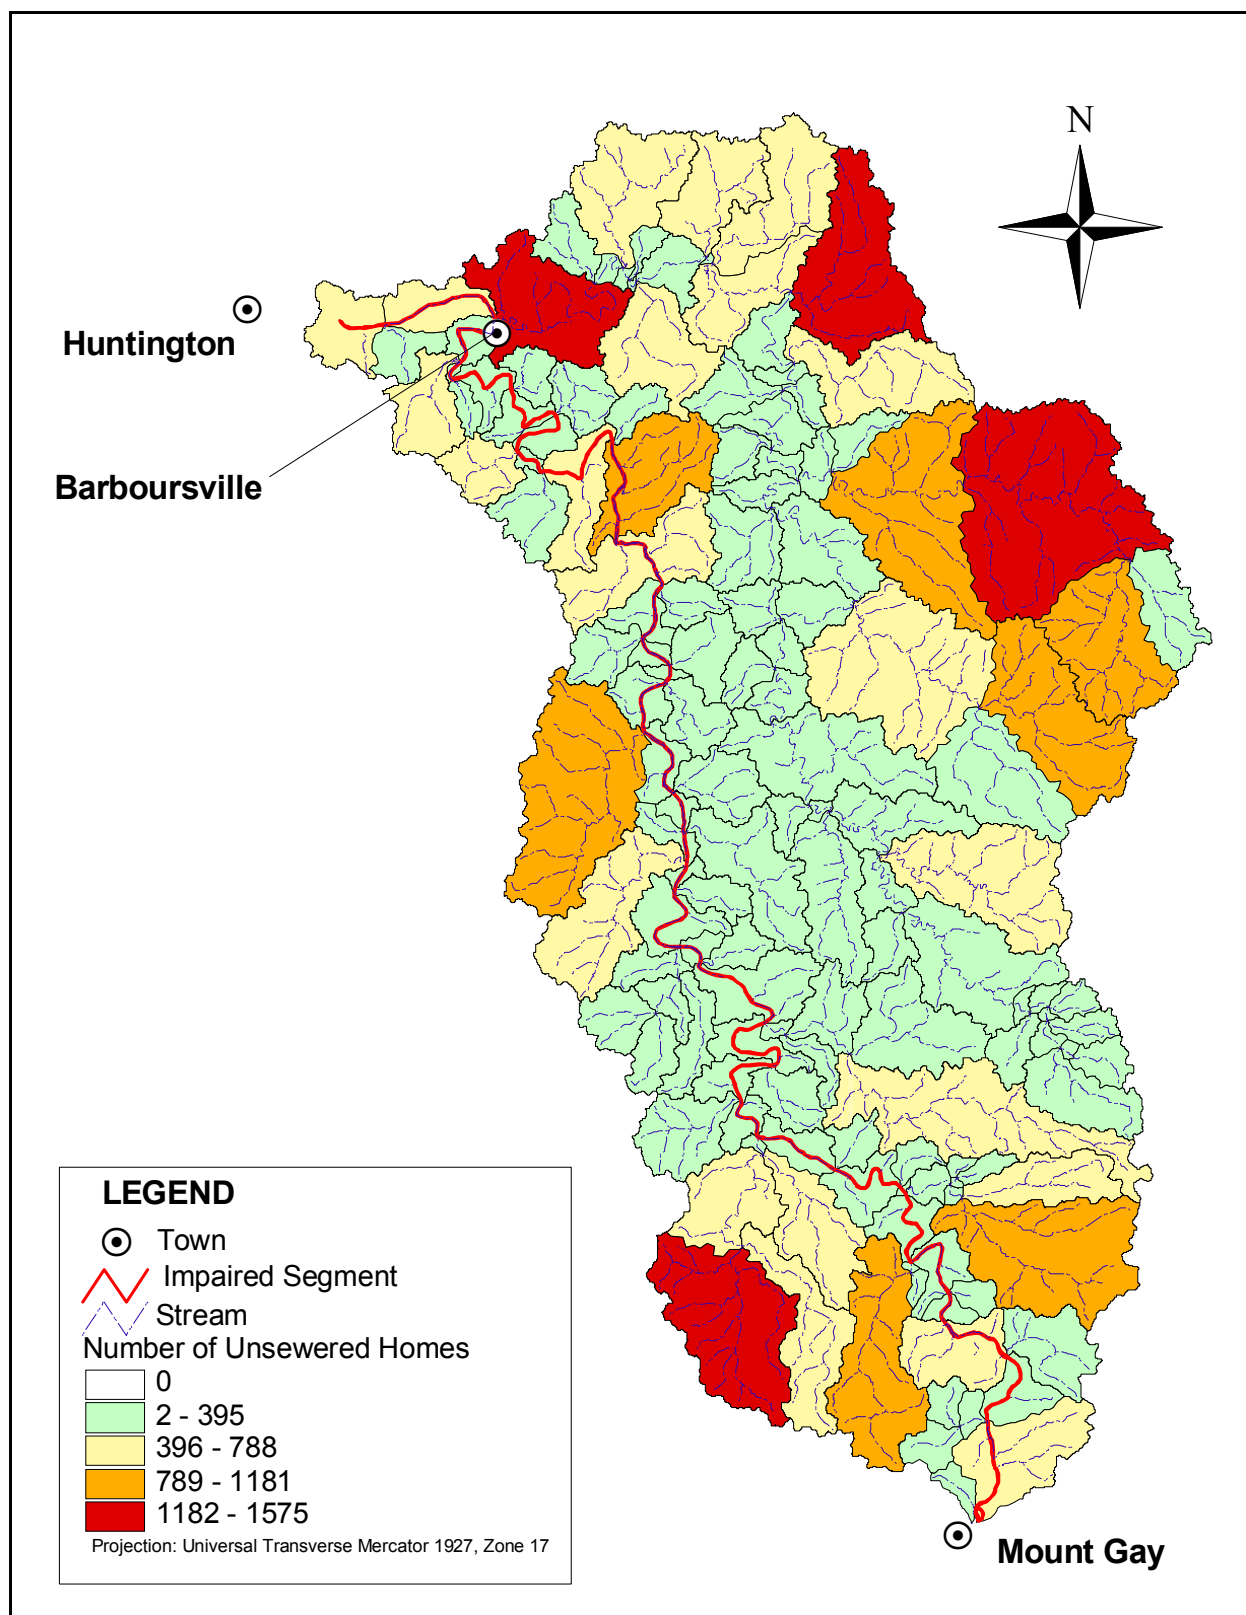 N
Huntington
Barboursville
LEGEND
Town
Impaired Segment
Stream
Number of Unsewered Homes
0
2 - 395
396 - 788
789 - 1181
1182 - 1575
Projection: Universal Transverse Mercator 1927, Zone 17
Mount Gay